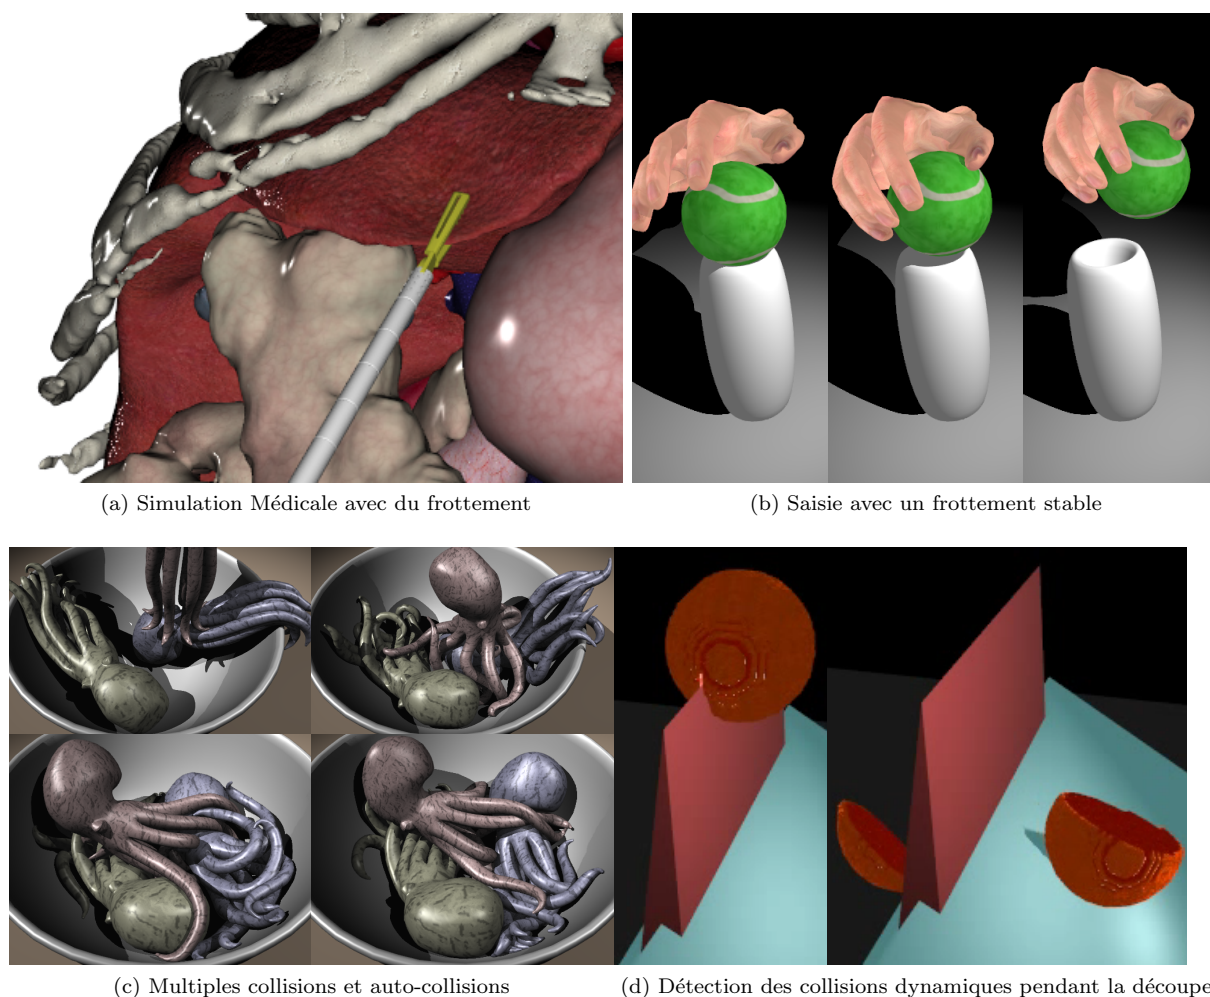 (a) Simulation Médicale avec du frottement
(b) Saisie avec un frottement stable
(c) Multiples collisions et auto-collisions
(d) Détection des collisions dynamiques pendant la découpe